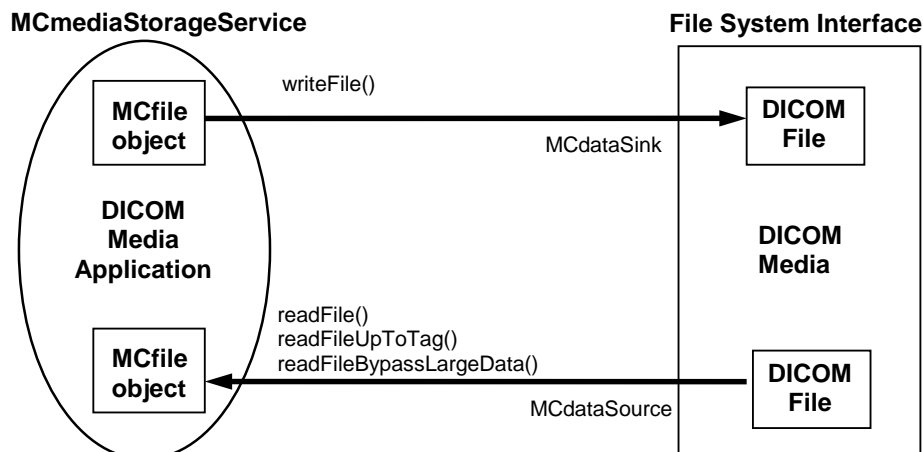 MCmediaStorageService
File System Interface
writeFile()
MCfile
object
DICOM
File
MCdataSink
DICOM
Media
Application
DICOM
Media
readFile()
readFileUpToTag()
readFileBypassLargeData()
MCfile
object
DICOM
File
MCdataSource